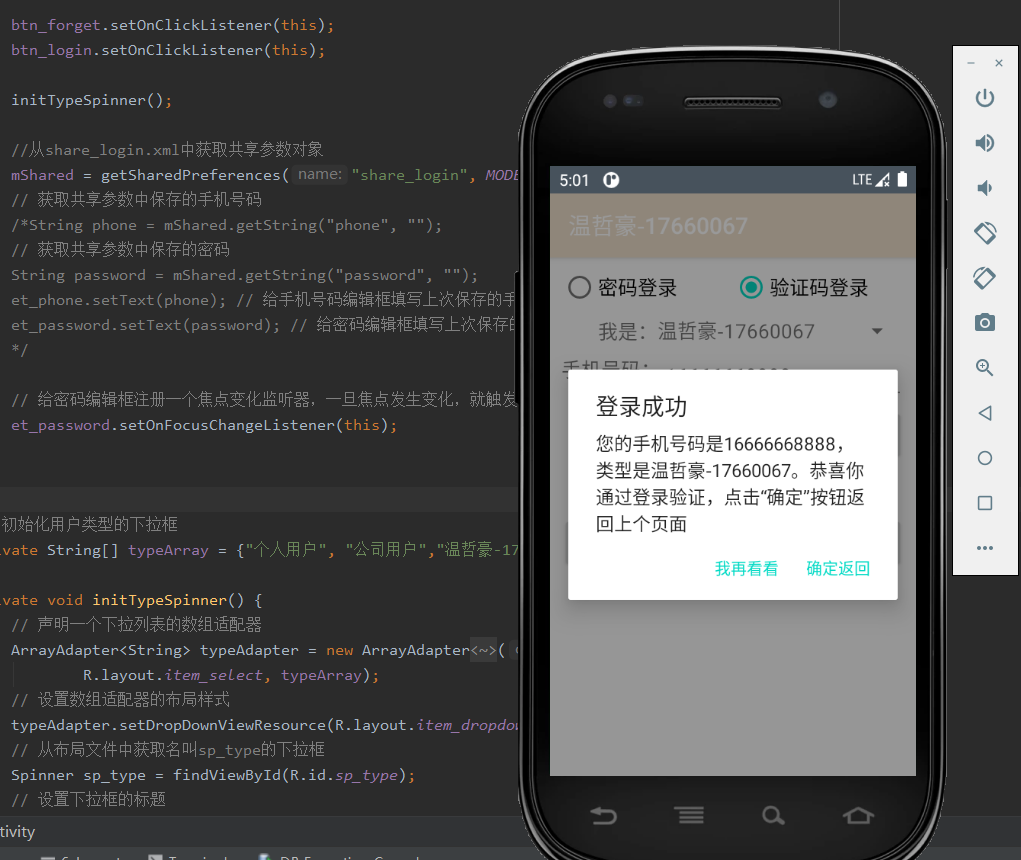 btn_forget.setOnClickListener(this);
btn_login.setOnClickListener(this);
initTypeSpinner();
//从share_login.xml中获取共享参数对象
mShared = getSharedPreferences( name: "share_login", MODE
// 获取共享参数中保存的手机号码
/*String phone = mShared.getString("phone", "");
// 获取共享参数中保存的密码
String password = mShared.getString("password", "");
et_phone.setText(phone); // 给手机号码编辑框填写上次保存的手
et_password.setText(password); // 给密码编辑框填写上次保存的
*/
// 给密码编辑框注册一个焦点变化监听器，一旦焦点发生变化，就触发
et_password.setOnFocusChangeListener(this);
初始化用户类型的下拉框
vate String[] typeArray = {"个人用户", "公司用户","温哲豪-17
vate void initTypeSpinner() {
// 声明一个下拉列表的数组适配器
ArrayAdapter<String> typeAdapter = new ArrayAdapter<~>(
R.layout.item_select, typeArray);
// 设置数组适配器的布局样式
typeAdapter.setDropDownViewResource(R.layout.item_dropdow
// 从布局文件中获取名叫sp_type的下拉框
Spinner sp_type = findViewById(R.id.sp_type);
// 设置下拉框的标题
tivity
5:01 LTE
温哲豪-17660067
密码登录 验证码登录
我是： 温哲豪-17660067
手机号码：
登录成功
您的手机号码是16666668888，
类型是温哲豪-17660067。恭喜你
通过登录验证，点击“确定”按钮返
回上个页面
我再看看 确定返回